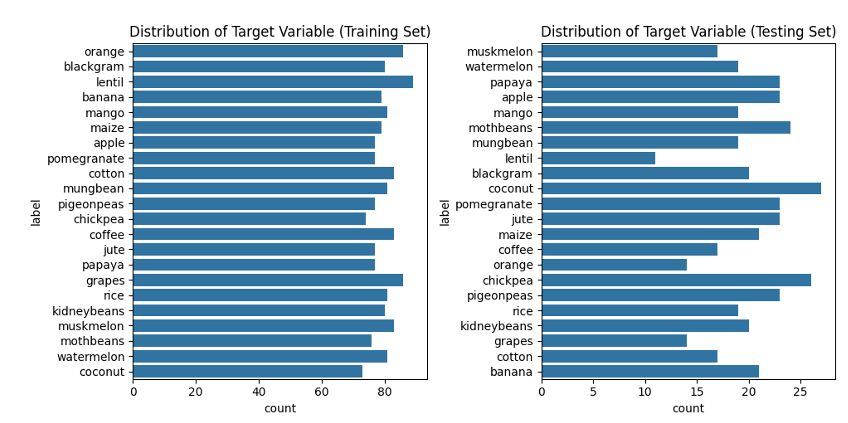 Distribution of Target Variable (Training Set)
orange
blackgram
lentil
banana
mango
maize
apple
pomegranate
cotton
mungbean
pigeonpeas
chickpea
coffee
jute
papaya
grapes
rice
kidneybeans
muskmelon
mothbeans
watermelon
coconut
label
0 20 40 60 80
count
Distribution of Target Variable (Testing Set)
muskmelon
watermelon
papaya
apple
mango
mothbeans
mungbean
lentil
blackgram
coconut
pomegranate
jute
maize
coffee
orange
chickpea
pigeonpeas
rice
kidneybeans
grapes
cotton
banana
label
0 5 10 15 20 25
count